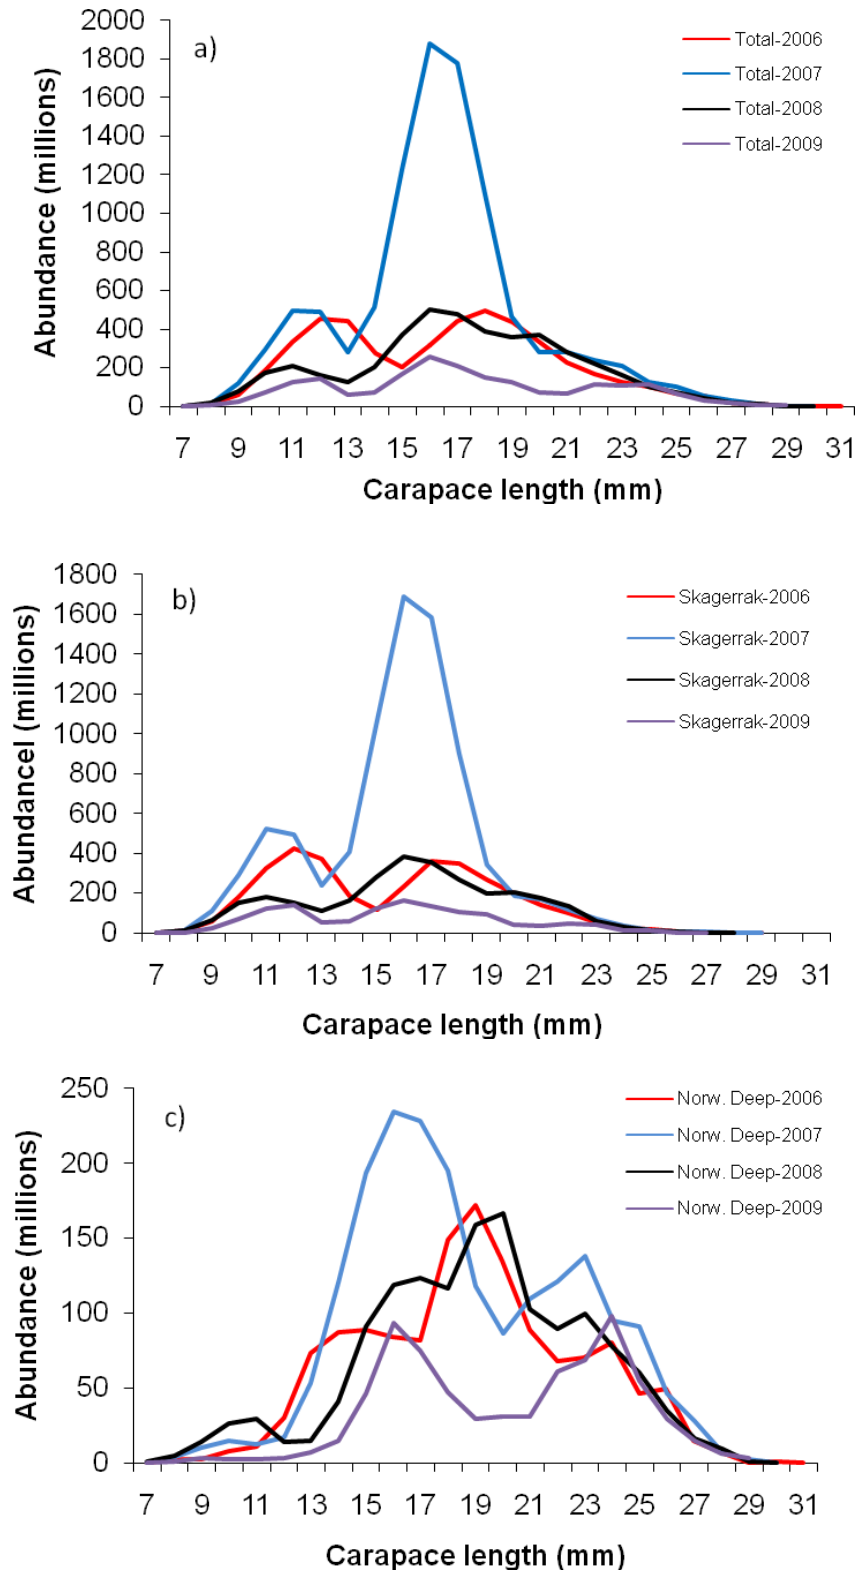 a)
Abundance (millions)
2000
1800
1600
1400
1200
1000
800
600
400
200
0
Total-2006
Total-2007
Total-2008
Total-2009
7 9 11 13 15 17 19 21 23 25 27 29 31
Carapace length (mm)
b)
Abundancel (millions)
1800
1600
1400
1200
1000
800
600
400
200
0
Skagerrak-2006
Skagerrak-2007
Skagerrak-2008
Skagerrak-2009
7 9 11 13 15 17 19 21 23 25 27 29 31
Carapace length (mm)
c)
Abundance (millions)
250
200
150
100
50
0
Norw. Deep-2006
Norw. Deep-2007
Norw. Deep-2008
Norw. Deep-2009
7 9 11 13 15 17 19 21 23 25 27 29 31
Carapace length (mm)